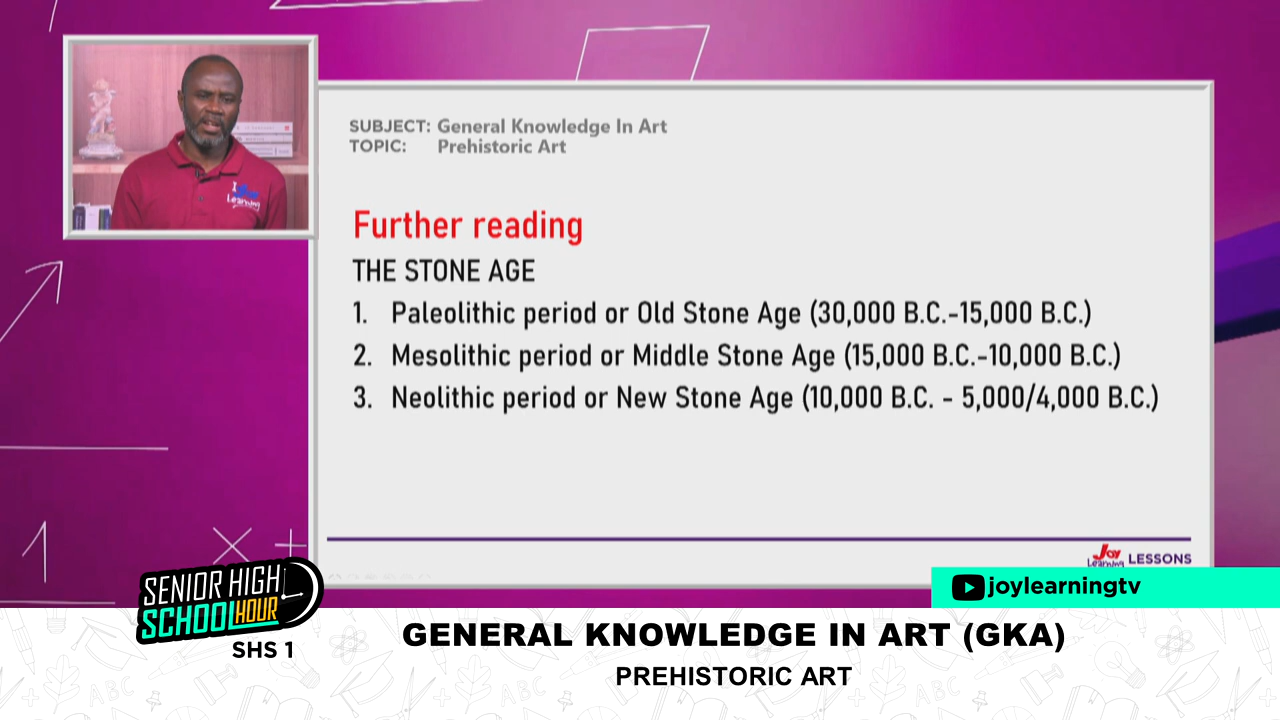 SUBJECT: General Knowledge In Art
TOPIC: Prehistoric Art
Further reading
THE STONE AGE
1. Paleolithic period or Old Stone Age (30,000 B.C.-15,000 B.C.)
2. Mesolithic period or Middle Stone Age (15,000 B.C.-10,000 B.C.)
3. Neolithic period or New Stone Age (10,000 B.C. - 5,000/4,000 B.C.)
Joy
Learning LESSONS
joylearningtv
SENIOR HIGH
SCHOOL HOUR
SHS 1
GENERAL KNOWLEDGE IN ART (GKA)
PREHISTORIC ART